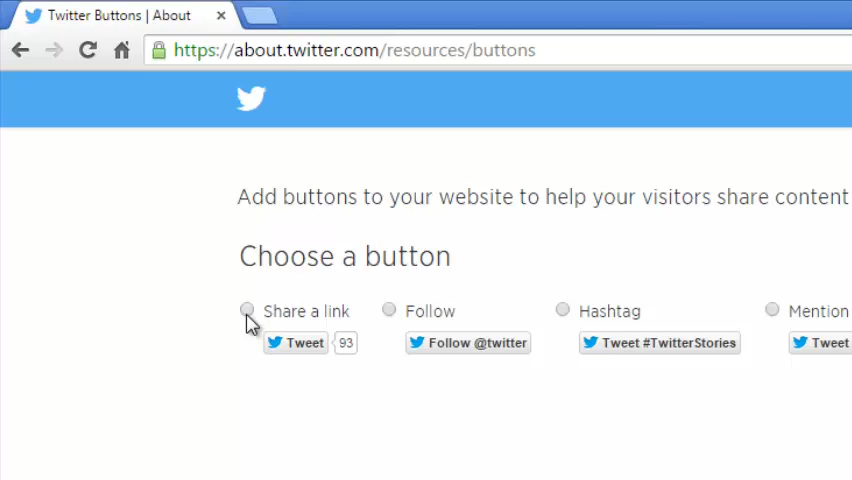 Twitter Buttons | About
https://about.twitter.com/resources/buttons
Add buttons to your website to help your visitors share content
Choose a button
Share a link Follow Hashtag Mention
Tweet 93 Follow @twitter Tweet #TwitterStories Tweet